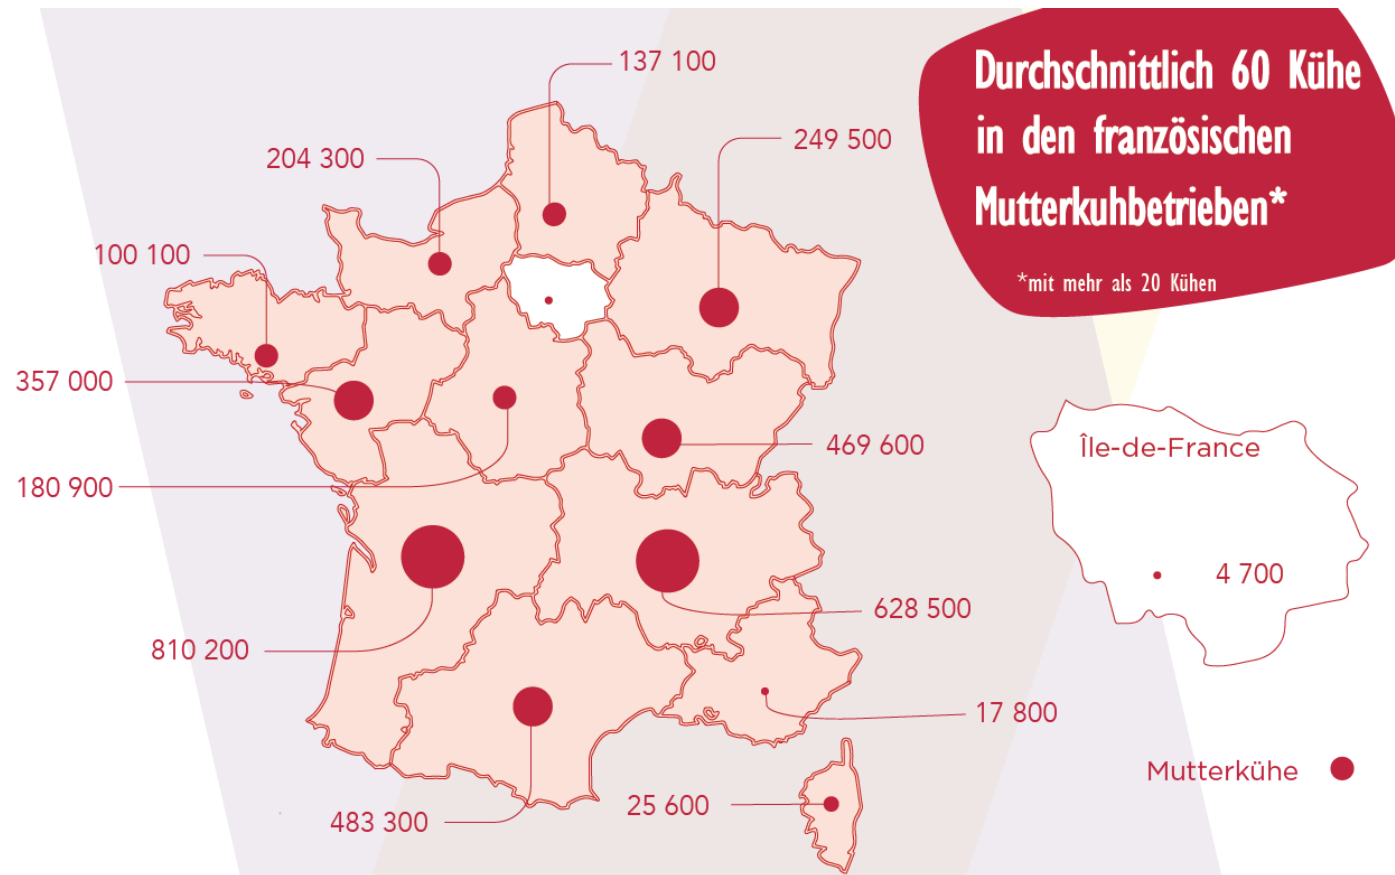 137 100
249 500
204 300
100 100
357 000
180 900
469 600
810 200
628 500
17 800
483 300
25 600
Durchschnittlich 60 Kühe
in den französischen
Mutterkuhbetrieben*
*mit mehr als 20 Kühen
Île-de-France
4 700
Mutterkühe